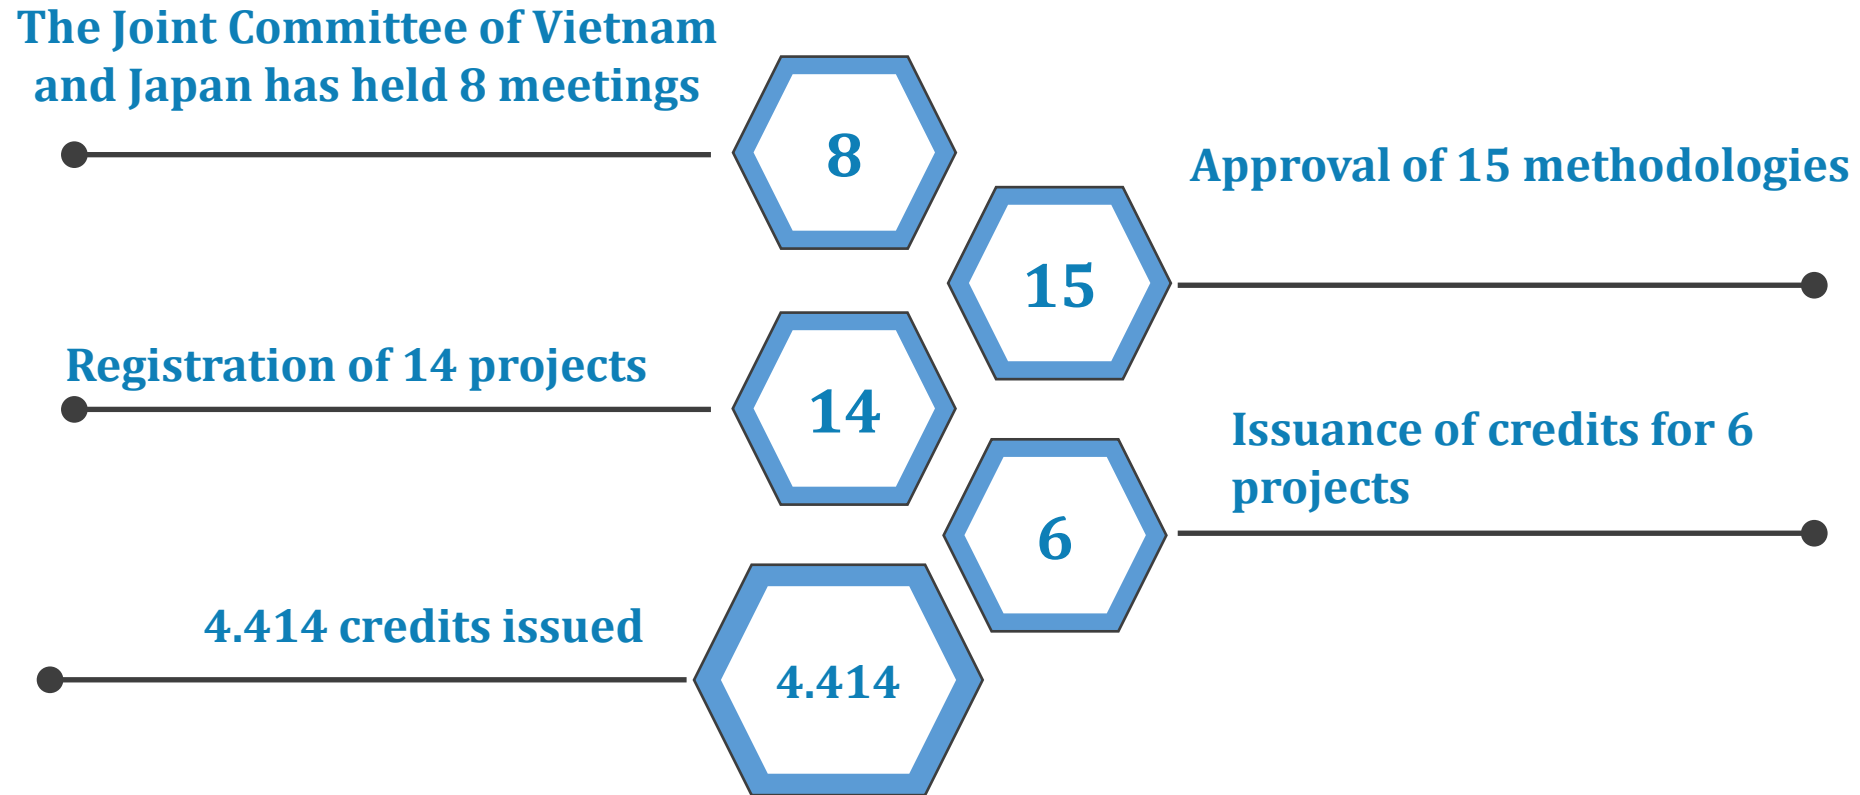 The Joint Committee of Vietnam
and Japan has held 8 meetings
8
Approval of 15 methodologies
15
Registration of 14 projects
14
Issuance of credits for 6
projects
6
4.414 credits issued
4.414